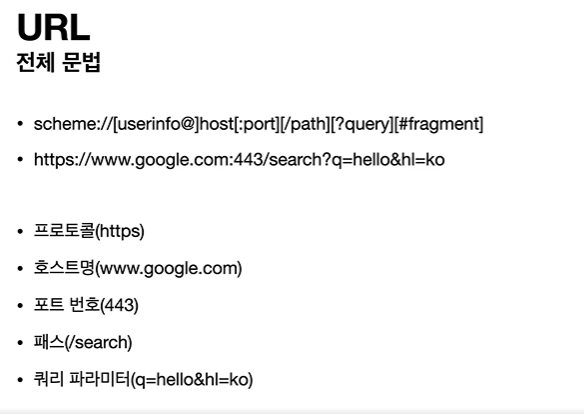 URL
전체 문법
• scheme://[userinfo@]host[:port][/path][?query][#fragment]
• https://www.google.com:443/search?q=hello&hl=ko
• 프로토콜(https)
• 호스트명(www.google.com)
• 포트 번호(443)
• 패스(/search)
• 쿼리 파라미터(q=hello&hl=ko)